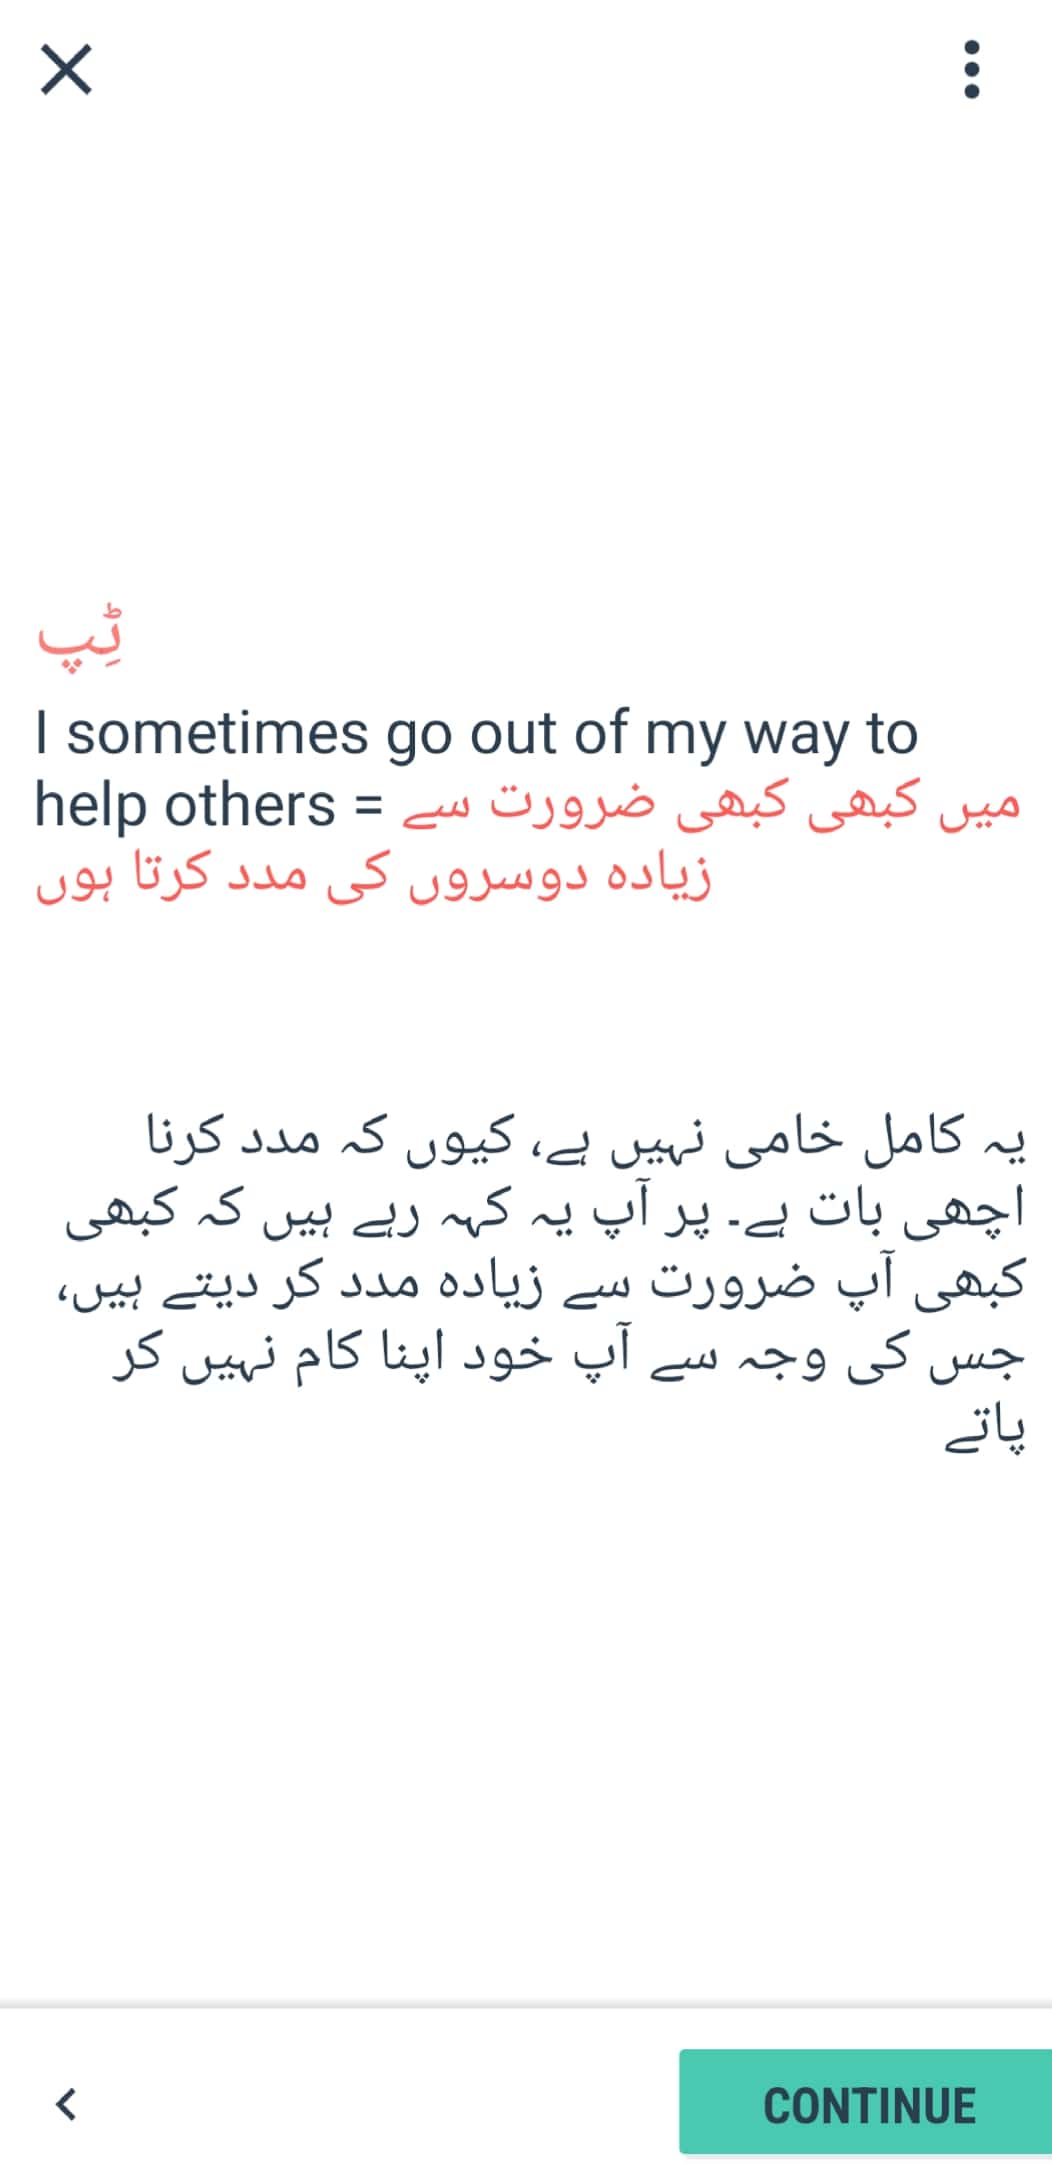 ٹِپ
I sometimes go out of my way to
help others = میں کبھی کبھی ضرورت سے
زیادہ دوسروں کی مدد کرتا ہوں
یہ کامل خامی نہیں ہے، کیوں کہ مدد کرنا
اچھی بات ہے۔ پر آپ یہ کہہ رہے ہیں کہ کبھی
کبھی آپ ضرورت سے زیادہ مدد کر دیتے ہیں،
جس کی وجہ سے آپ خود اپنا کام نہیں کر
پاتے
CONTINUE